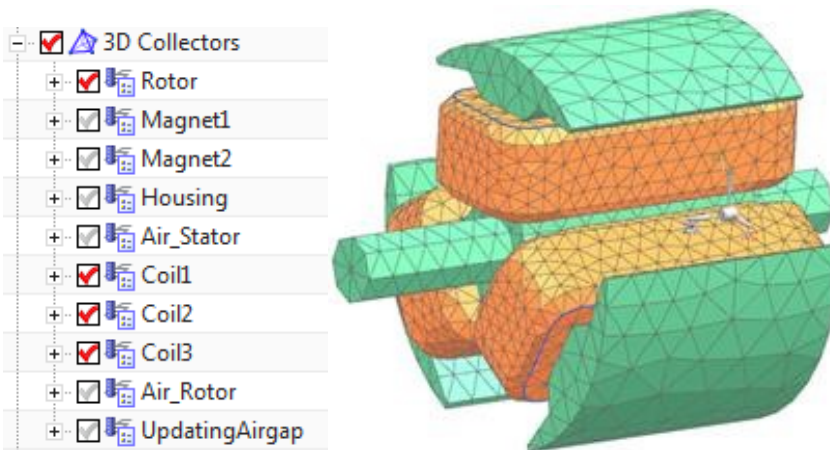 3D Collectors
Rotor
Magnet1
Magnet2
Housing
Air_Stator
Coil1
Coil2
Coil3
Air_Rotor
UpdatingAirgap